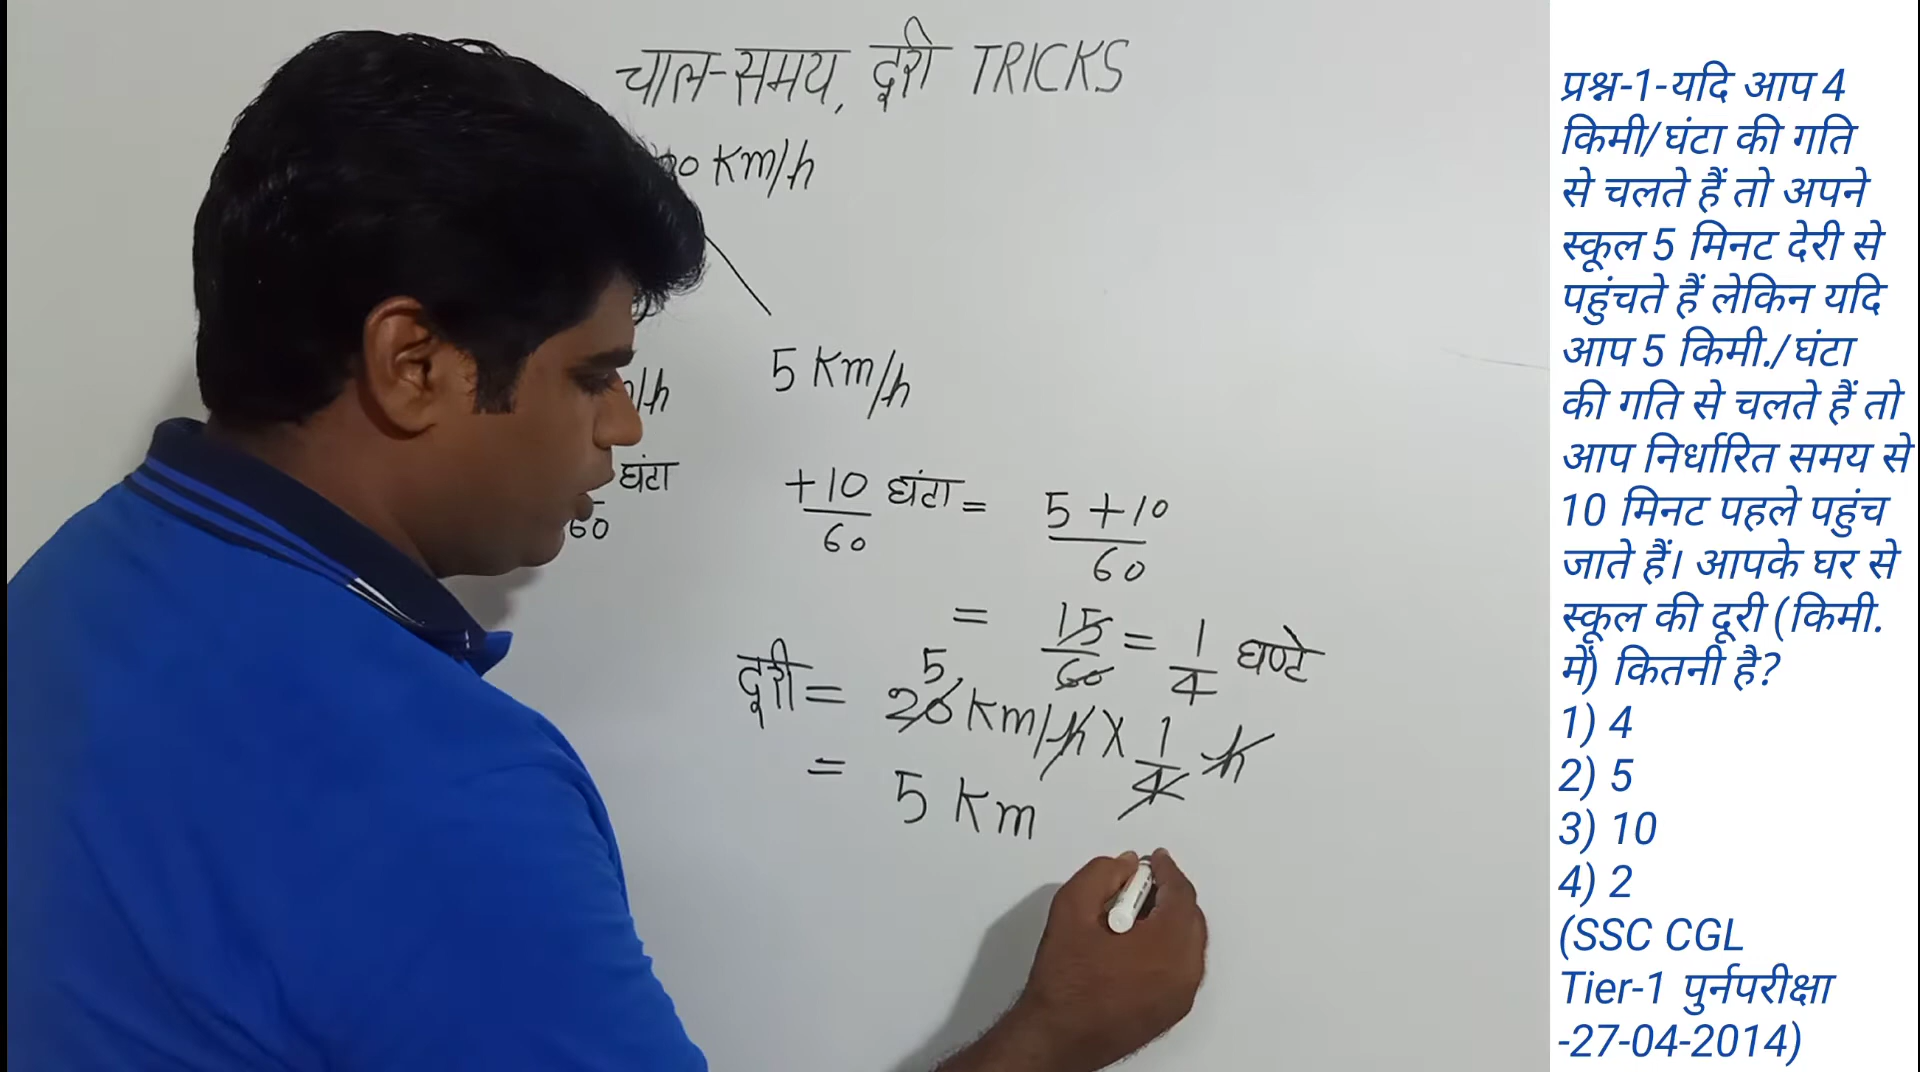 चाल-समय, दूरी TRICKS
20 Km/h
/h 5 Km/h
घंटा +10 घंटा = 5+10
60 60 60
= 15 = 1 घण्टे
60 4
दूरी = 20 5 Km/h X 1 h
4
= 5 Km
प्रश्न-1-यदि आप 4
किमी/घंटा की गति
से चलते हैं तो अपने
स्कूल 5 मिनट देरी से
पहुंचते हैं लेकिन यदि
आप 5 किमी./घंटा
की गति से चलते हैं तो
आप निर्धारित समय से
10 मिनट पहले पहुंच
जाते हैं। आपके घर से
स्कूल की दूरी (किमी.
में) कितनी है?
1) 4
2) 5
3) 10
4) 2
(SSC CGL
Tier-1 पुर्नपरीक्षा
-27-04-2014)